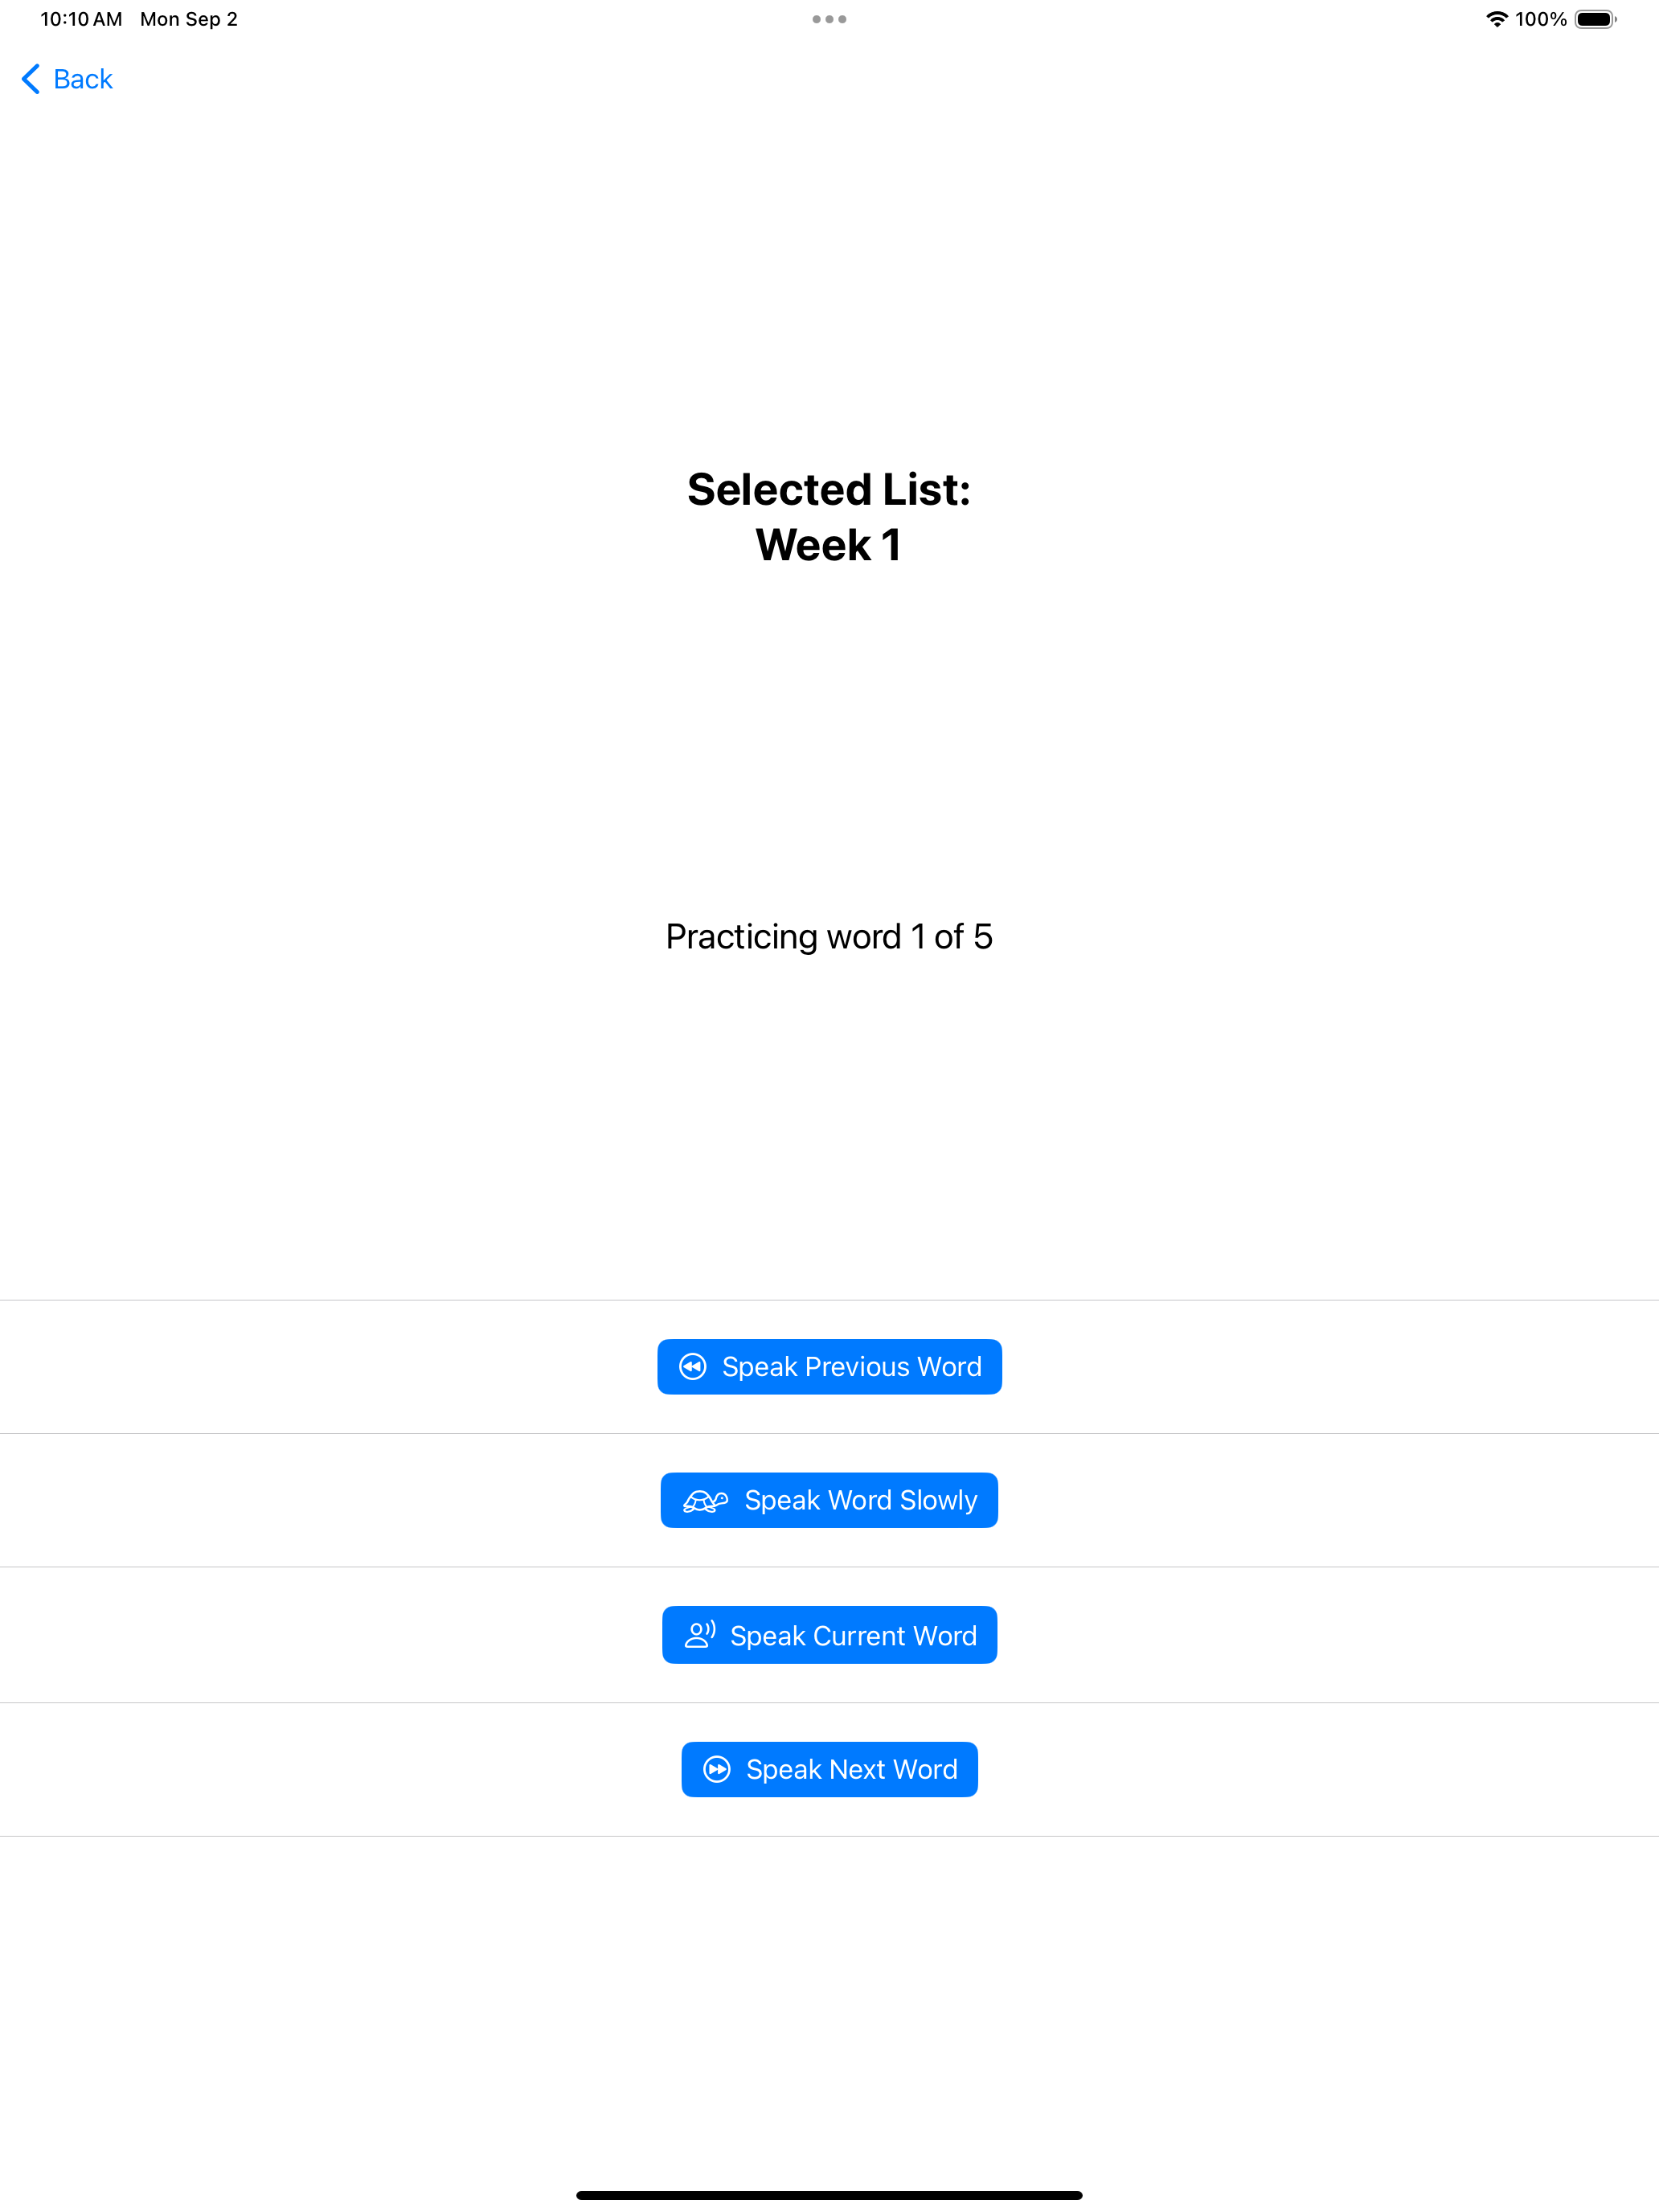 10:10 AM Mon Sep 2
100%
Back
Selected List:
Week 1
Practicing word 1 of 5
Speak Previous Word
Speak Word Slowly
Speak Current Word
Speak Next Word